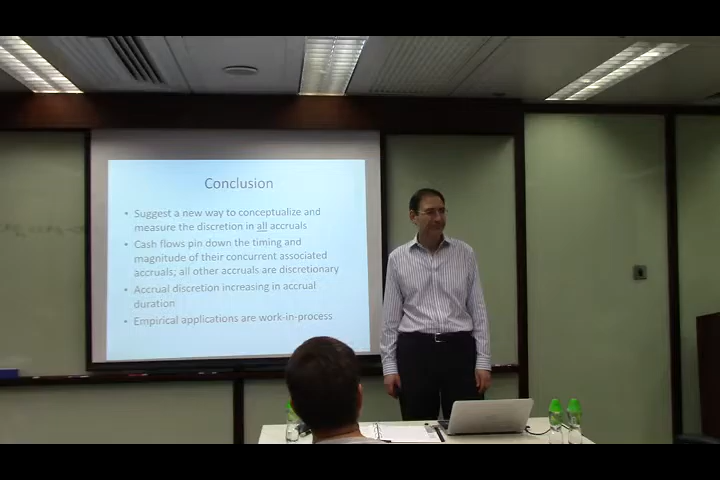 Conclusion
• Suggest a new way to conceptualize and
measure the discretion in all accruals
• Cash flows pin down the timing and
magnitude of their concurrent associated
accruals; all other accruals are discretionary
• Accrual discretion increasing in accrual
duration
• Empirical applications are work-in-process